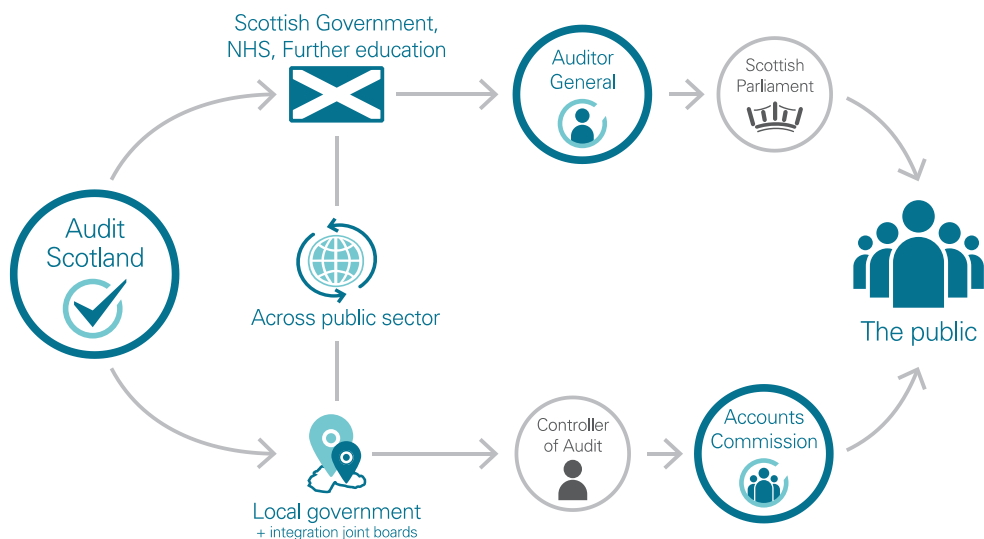 Scottish Government,
NHS, Further education
Auditor
General
Scottish
Parliament
Audit
Scotland
Across public sector
The public
Local government
+ integration joint boards
Controller
of Audit
Accounts
Commission